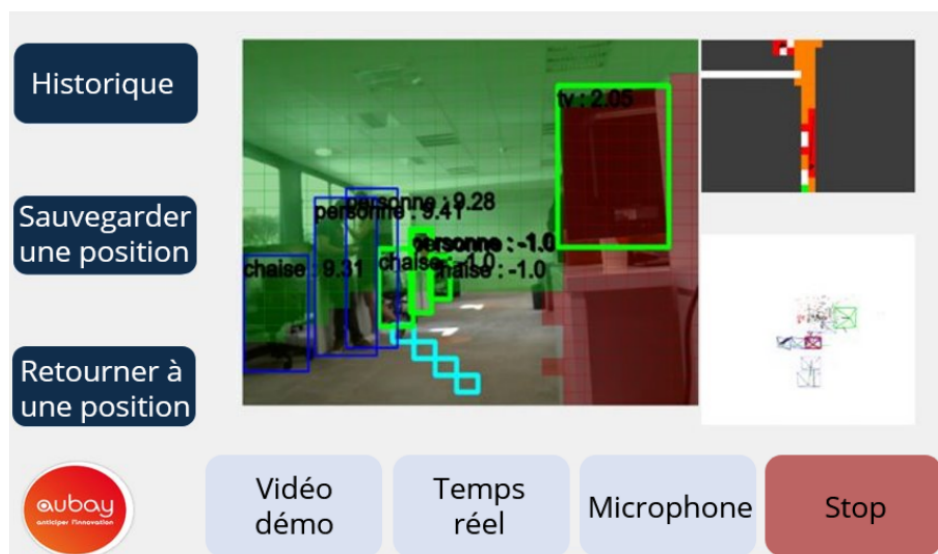 Historique
Sauvegarder
une position
Retourner à
une position
tv : 2.05
personne : 9.28
personne : 9.41
personne : -1.0
chaise : 9.31
chaise : -1.0
chaise : -1.0
aubay
anticiper l'innovation
Vidéo
démo
Temps
réel
Microphone
Stop